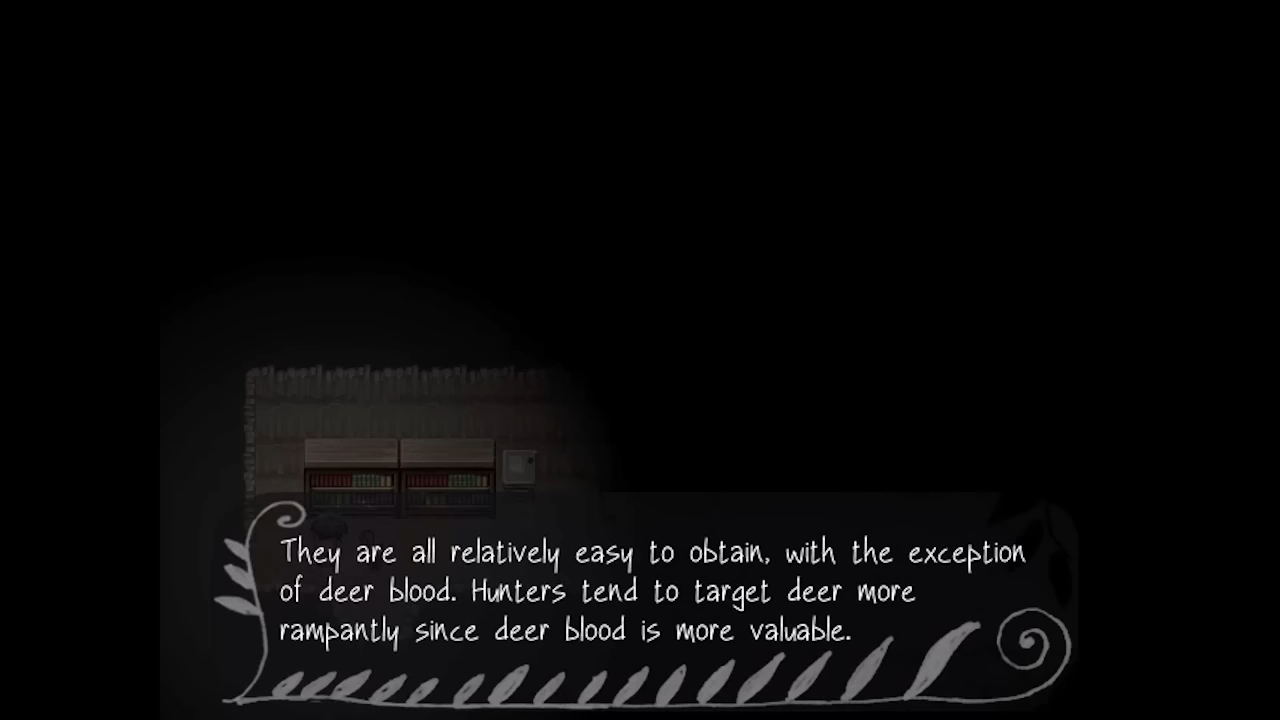 They are all relatively easy to obtain, with the exception
of deer blood. Hunters tend to target deer more
rampantly since deer blood is more valuable.